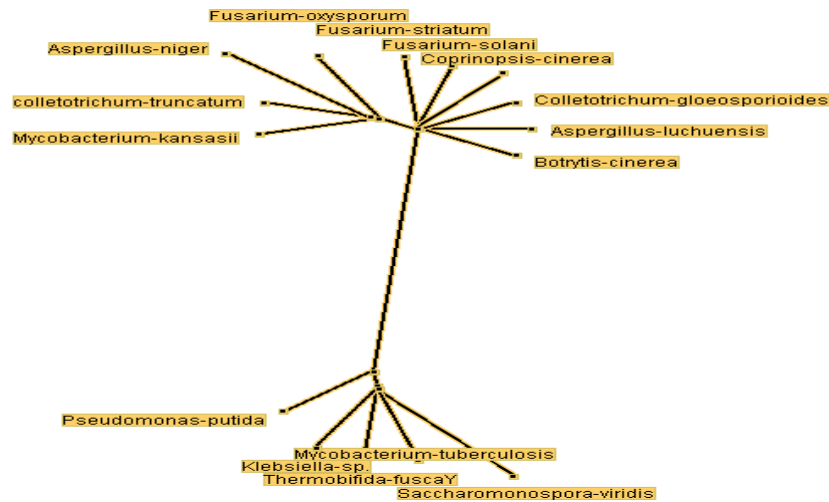 Fusarium-oxysporum
Fusarium-striatum
Aspergillus-niger
Fusarium-solani
Coprinopsis-cinerea
colletotrichum-truncatum
Colletotrichum-gloeosporioides
Mycobacterium-kansasii
Aspergillus-luchuensis
Botrytis-cinerea
Pseudomonas-putida
Mycobacterium-tuberculosis
Klebsiella-sp.
Thermobifida-fuscaY
Saccharomonospora-viridis